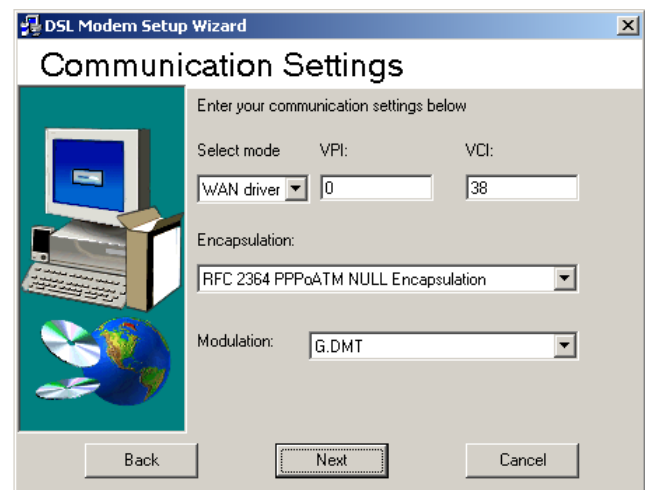 DSL Modem Setup Wizard
Communication Settings
Enter your communication settings below
Select mode VPI: VCI:
WAN driver 0 38
Encapsulation:
RFC 2364 PPPoATM NULL Encapsulation
Modulation: G.DMT
Back Next Cancel